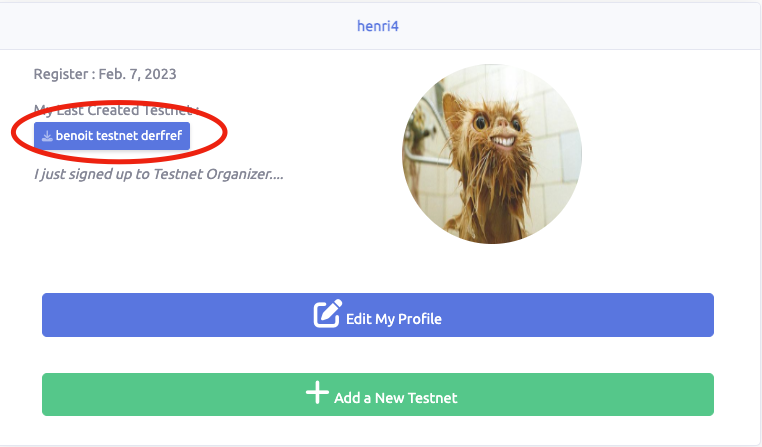 henri4
Register : Feb. 7, 2023
My Last Created Testnet :
benoit testnet derfref
I just signed up to Testnet Organizer....
Edit My Profile
Add a New Testnet